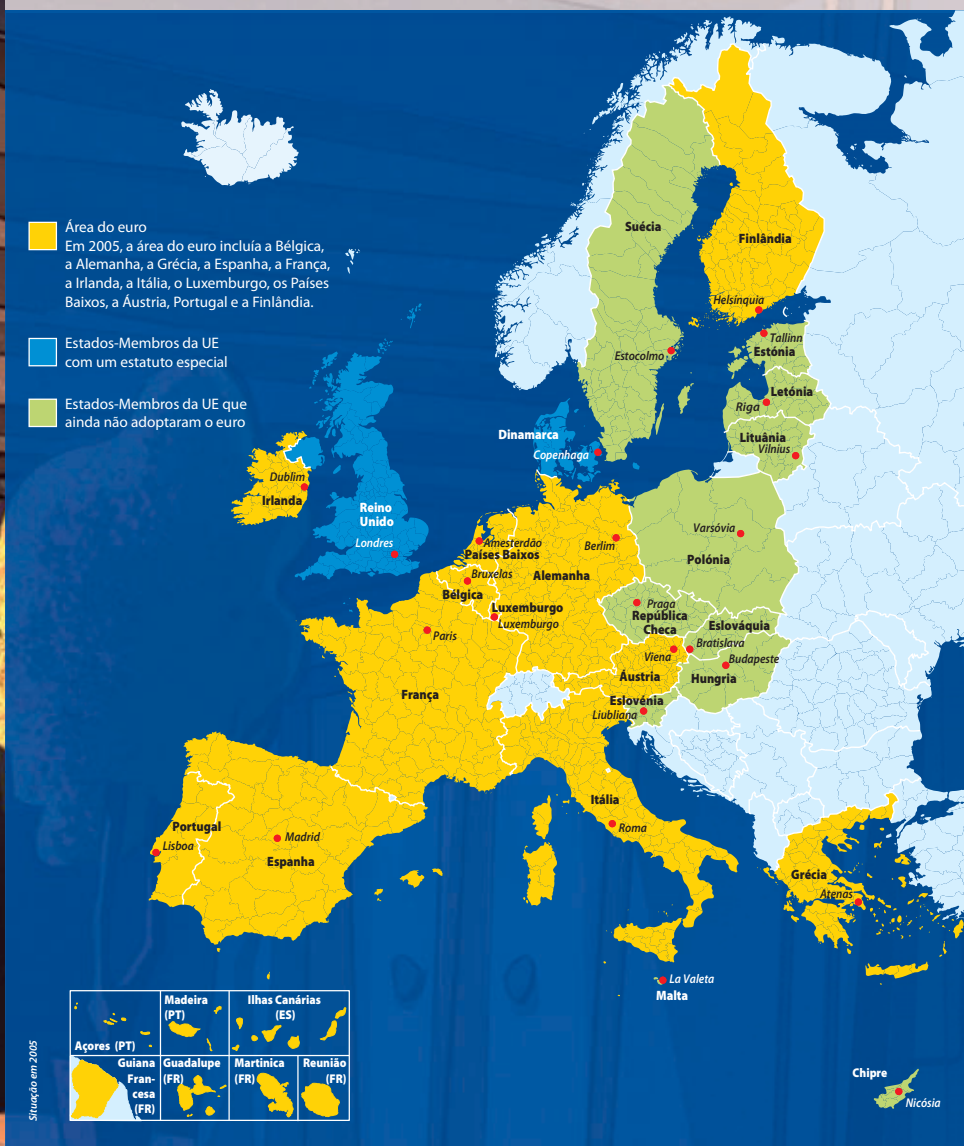 Área do euro
Em 2005, a área do euro incluía a Bélgica,
a Alemanha, a Grécia, a Espanha, a França,
a Irlanda, a Itália, o Luxemburgo, os Países
Baixos, a Áustria, Portugal e a Finlândia.
Estados-Membros da UE
com um estatuto especial
Estados-Membros da UE que
ainda não adoptaram o euro
Suécia
Finlândia
Helsínquia
Tallinn
Estónia
Estocolmo
Letónia
Riga
Lituânia
Vilnius
Dinamarca
Copenhaga
Dublim
Irlanda
Reino
Unido
Londres
Amesterdão
Países Baixos
Berlim
Varsóvia
Polónia
Bruxelas
Bélgica
Alemanha
Luxemburgo
Luxemburgo
Praga
República
Checa
Eslováquia
Bratislava
Paris
Viena
Budapeste
Áustria
Hungria
França
Eslovénia
Liubliana
Itália
Roma
Portugal
Lisboa
Madrid
Espanha
Grécia
Atenas
La Valeta
Malta
Chipre
Nicósia
Açores (PT)
Madeira
(PT)
Ilhas Canárias
(ES)
Guiana
Fran-
cesa
(FR)
Guadalupe
(FR)
Martinica
(FR)
Reunião
(FR)
Situação em 2005